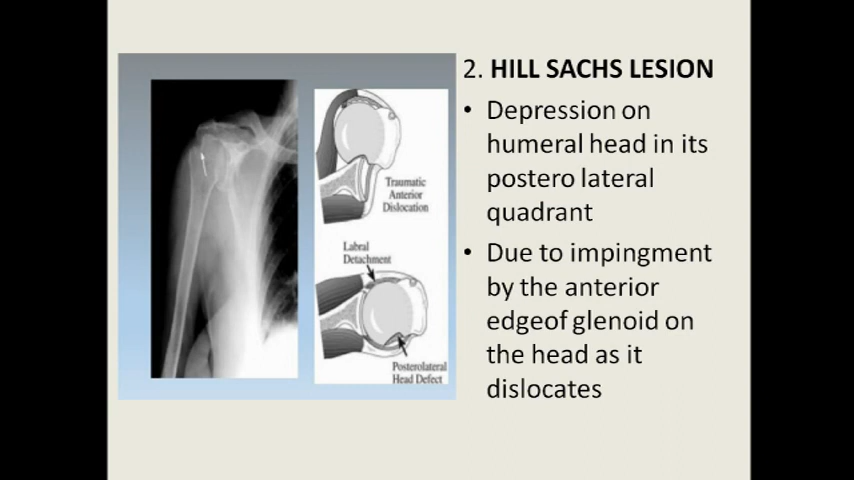 2. HILL SACHS LESION
• Depression on
humeral head in its
postero lateral
quadrant
• Due to impingment
by the anterior
edgeof glenoid on
the head as it
dislocates
Traumatic
Anterior
Dislocation
Labral
Detachment
Posterolateral
Head Defect